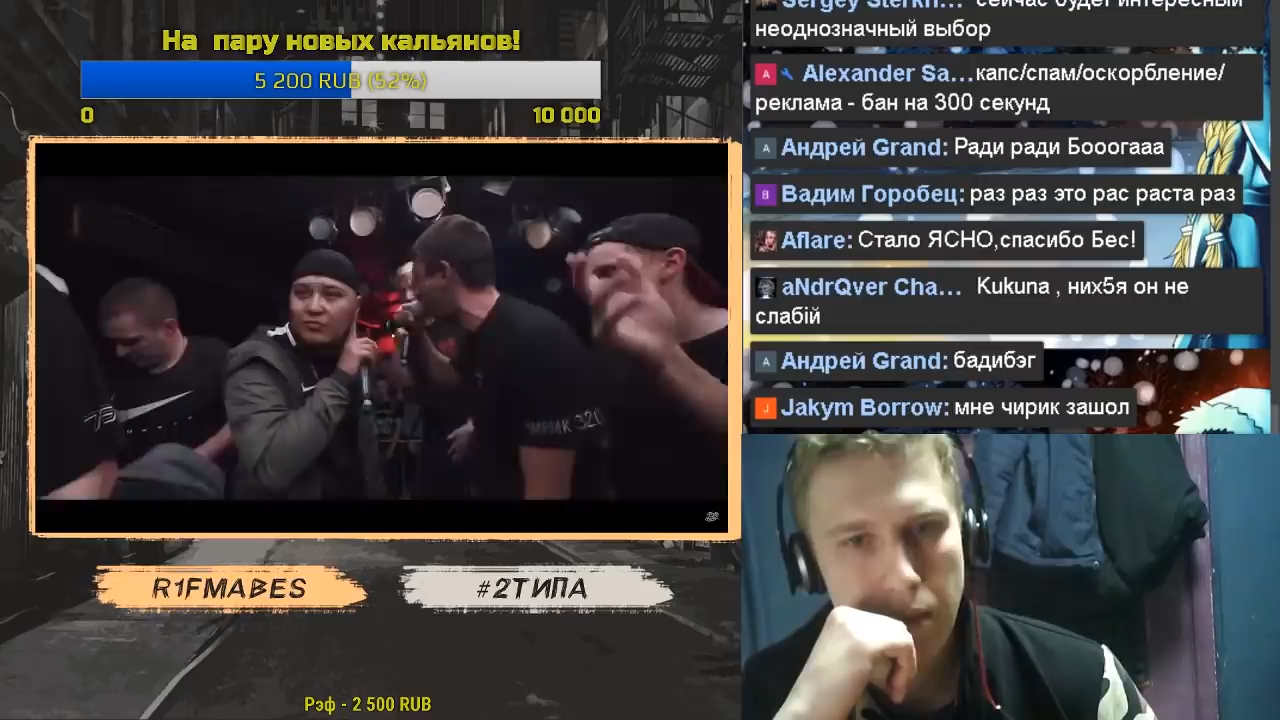 На пару новых кальянов!
5 200 RUB (52%)
0
10 000
R1FMABES
#2ТИПА
Рэф - 2 500 RUB
сейчас будет интересный
неоднозначный выбор
Alexander Sa... капс/спам/оскорбление/
реклама - бан на 300 секунд
Андрей Grand: Ради ради Бооогааа
Вадим Горобец: раз раз это рас раста раз
Aflare: Стало ЯСНО,спасибо Бес!
aNdrQver Cha... Kukuna , них5я он не
слабій
Андрей Grand: бадибэг
Jakym Borrow: мне чирик зашол